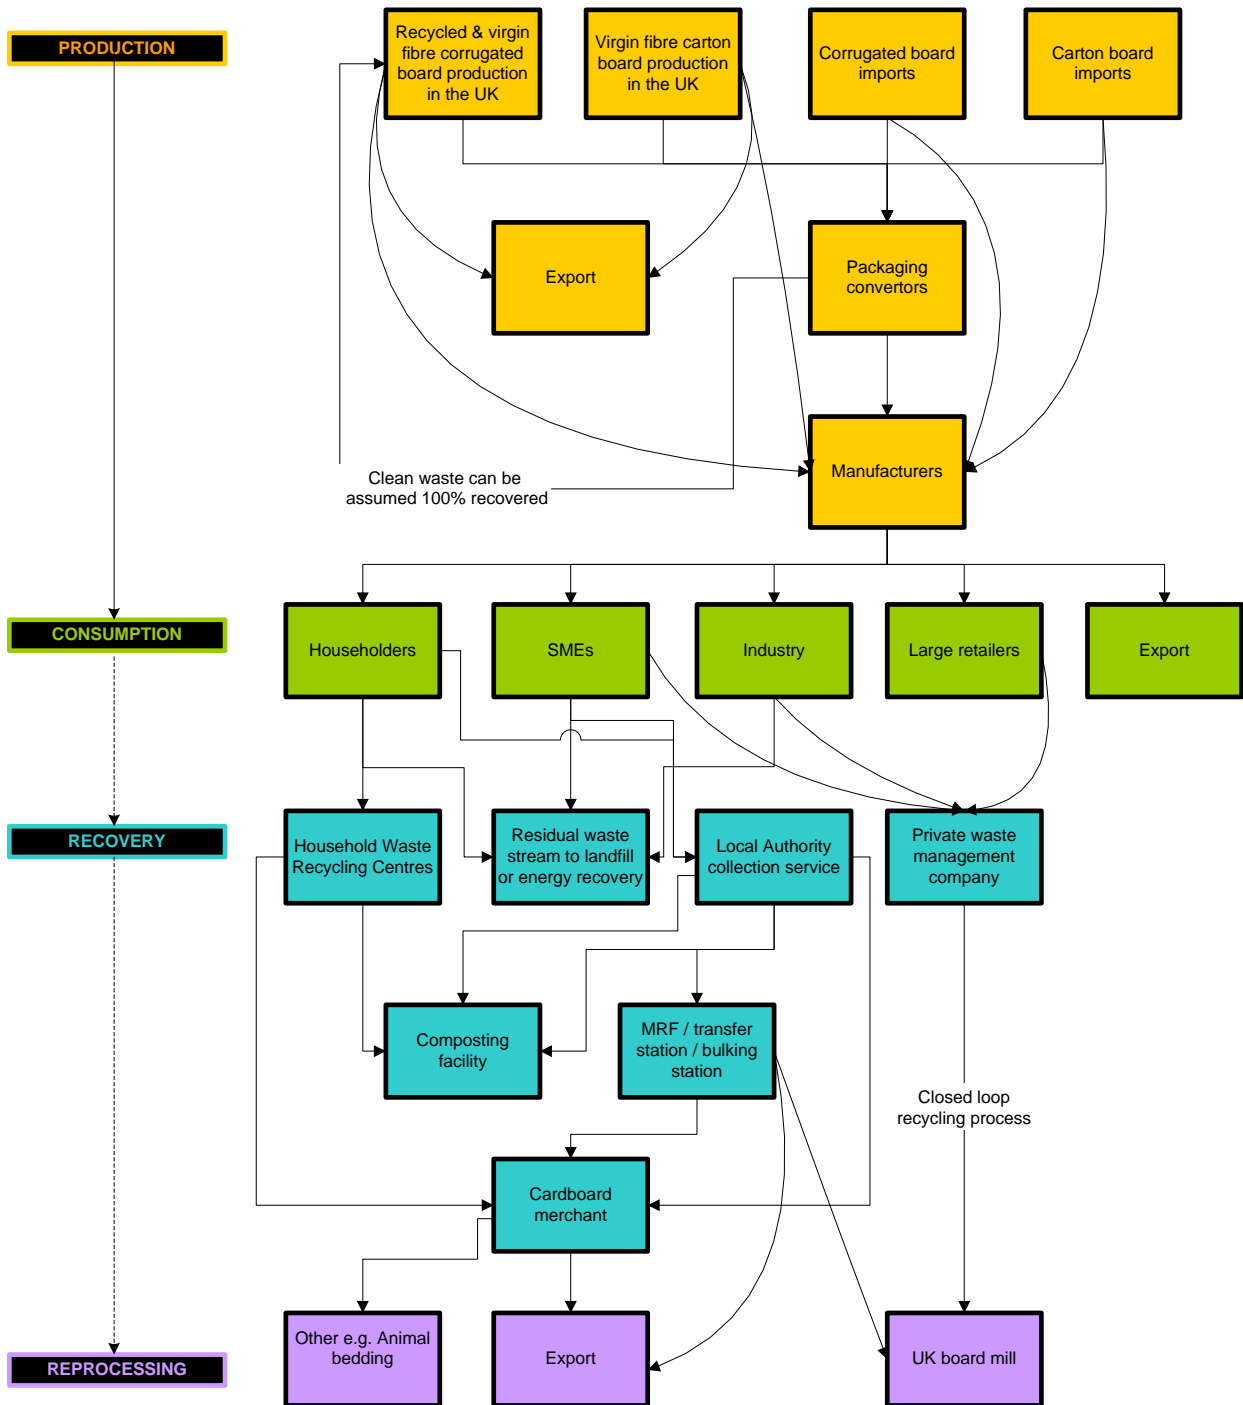 PRODUCTION
Recycled & virgin
fibre corrugated
board production
in the UK
Virgin fibre carton
board production
in the UK
Corrugated board
imports
Carton board
imports
Export
Packaging
convertors
Clean waste can be
assumed 100% recovered
Manufacturers
CONSUMPTION
Householders
SMEs
Industry
Large retailers
Export
RECOVERY
Household Waste
Recycling Centres
Residual waste
stream to landfill
or energy recovery
Local Authority
collection service
Private waste
management
company
Composting
facility
MRF / transfer
station / bulking
station
Closed loop
recycling process
Cardboard
merchant
REPROCESSING
Other e.g. Animal
bedding
Export
UK board mill